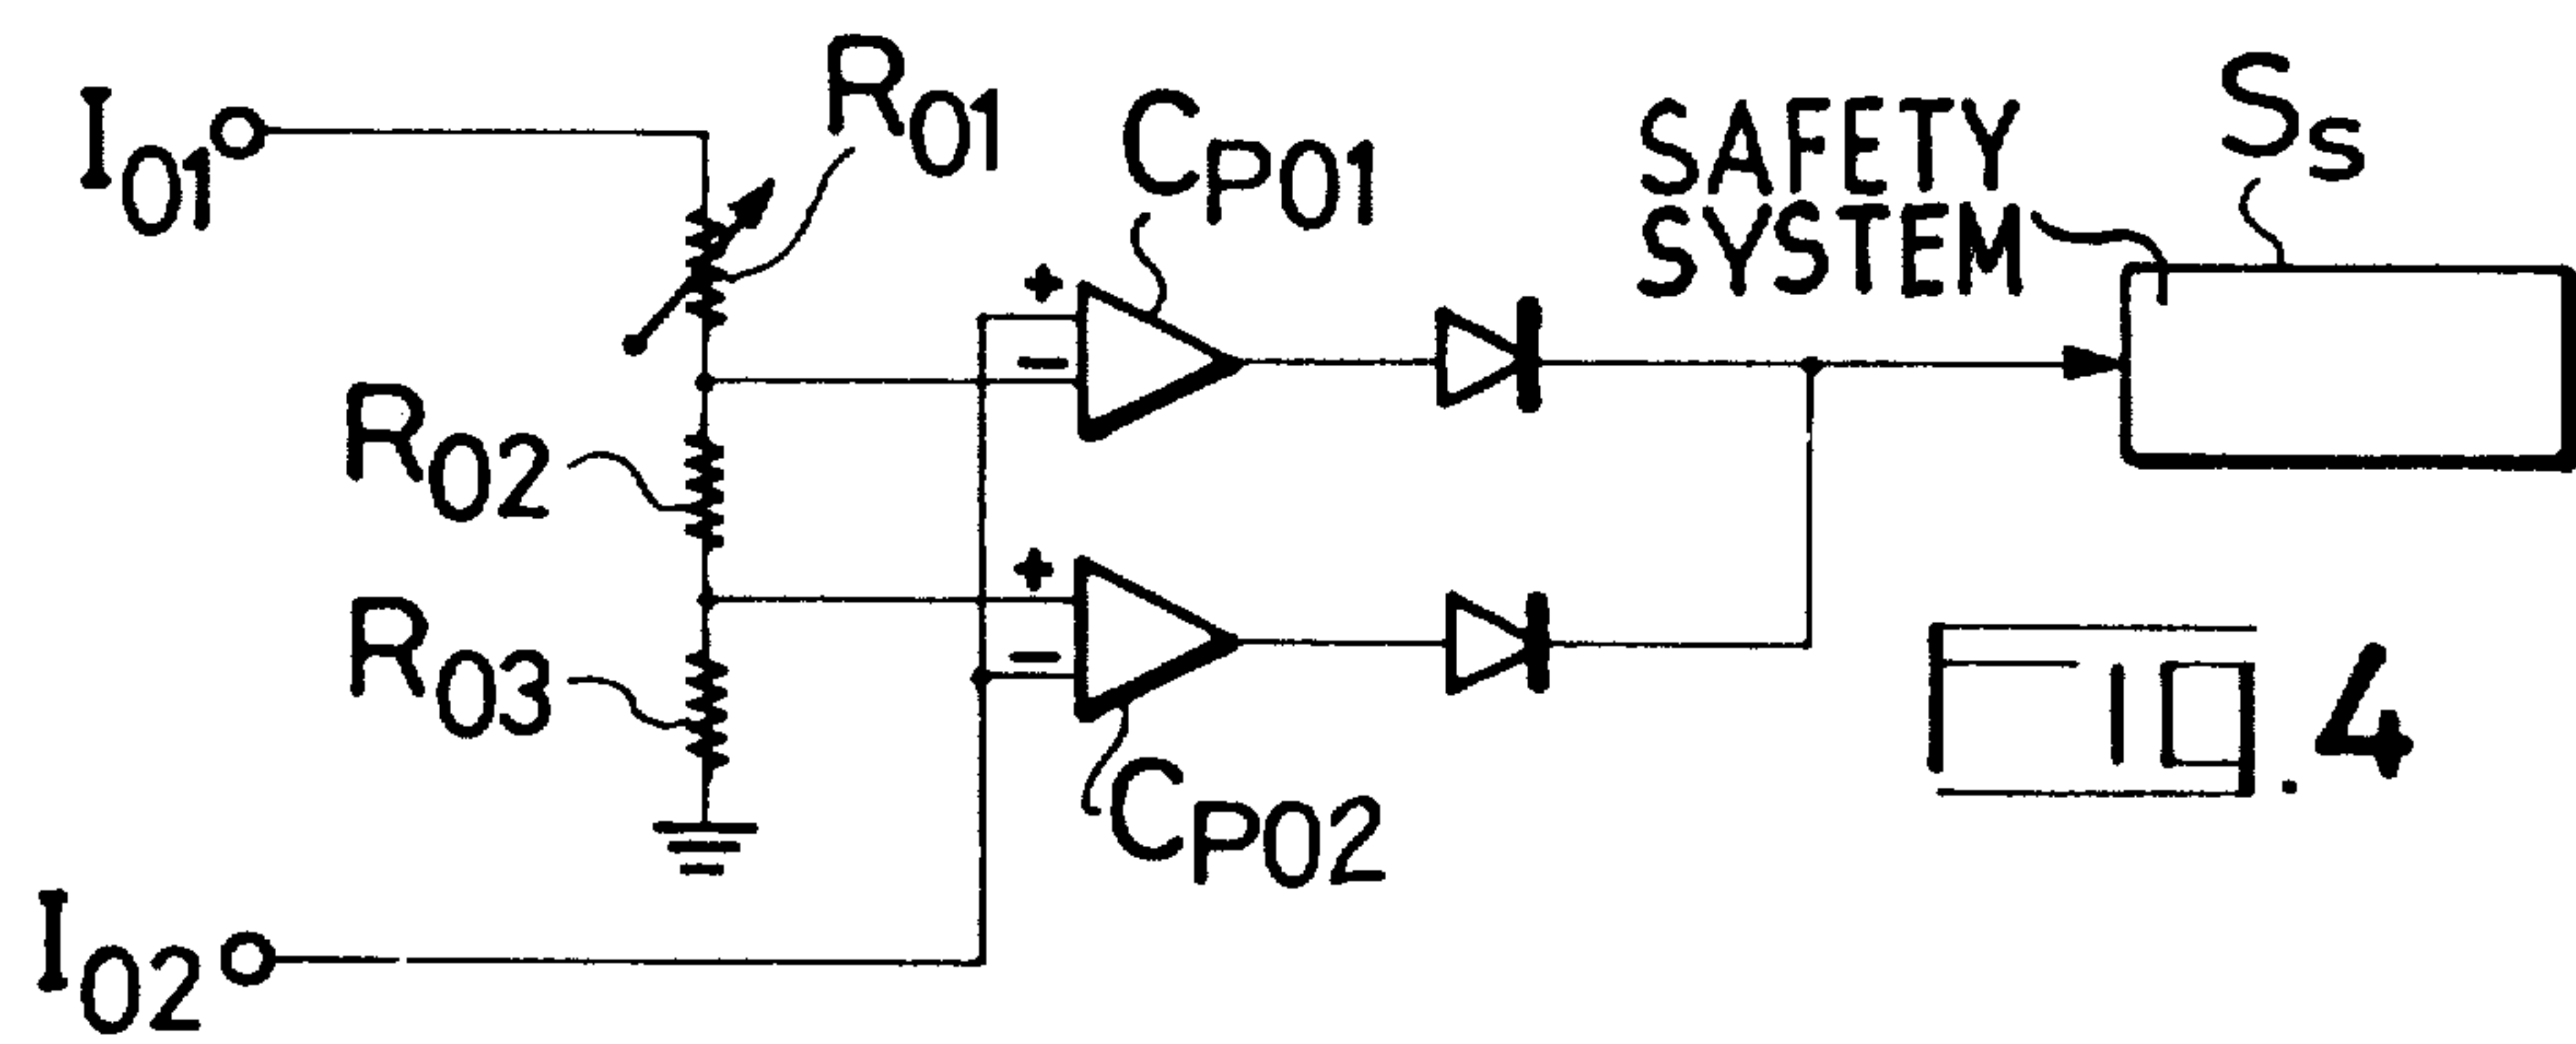 I01
R01
CP01
SAFETY
SYSTEM
SS
+
−
R02
+
−
R03
CP02
I02
FIG. 4